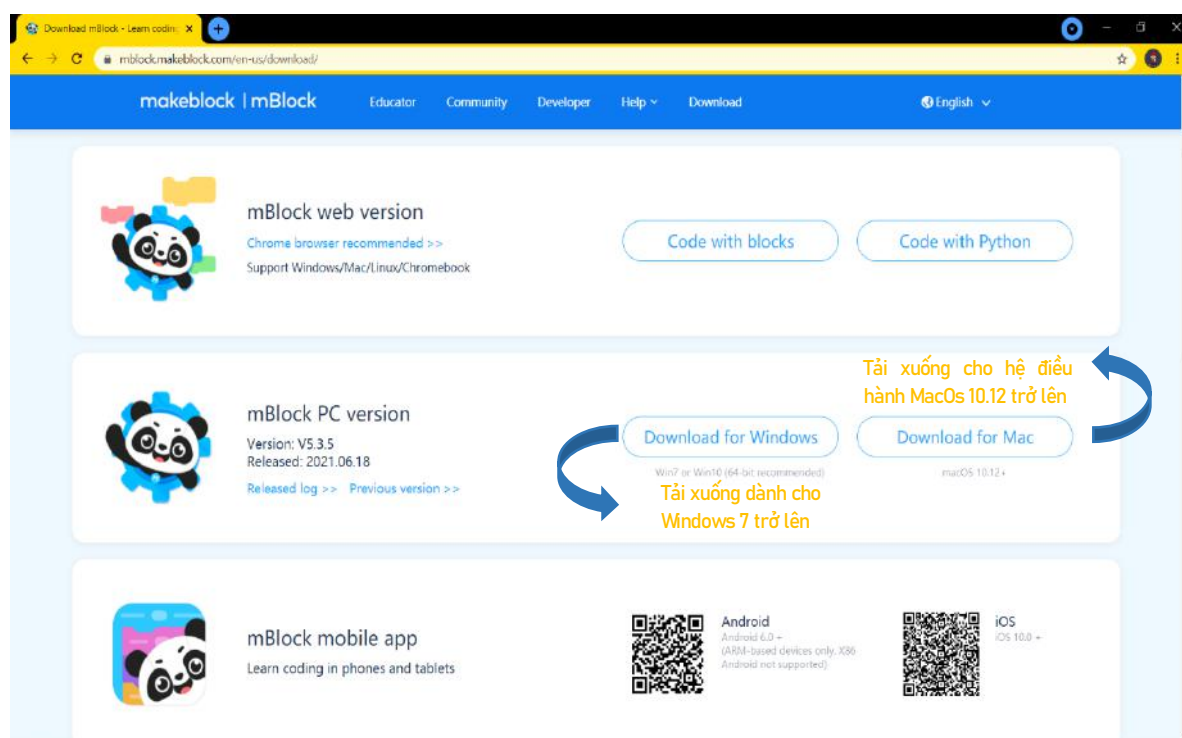 Download mBlock - Learn coding
mblock.makeblock.com/en-us/download/
makeblock | mBlock Educator Community Developer Help Download English
mBlock web version
Chrome browser recommended >>
Support Windows/Mac/Linux/Chromebook
Code with blocks Code with Python
Tải xuống cho hệ điều
hành MacOs 10.12 trở lên
mBlock PC version
Version: V5.3.5
Released: 2021.06.18
Released log >> Previous version >>
Download for Windows Download for Mac
Win7 or Win10 (64-bit recommended) macOS 10.12+
Tải xuống dành cho
Windows 7 trở lên
mBlock mobile app
Learn coding in phones and tablets
Android
Android 6.0 +
(ARM-based devices only. X86
Android not supported)
iOS
iOS 10.0 +